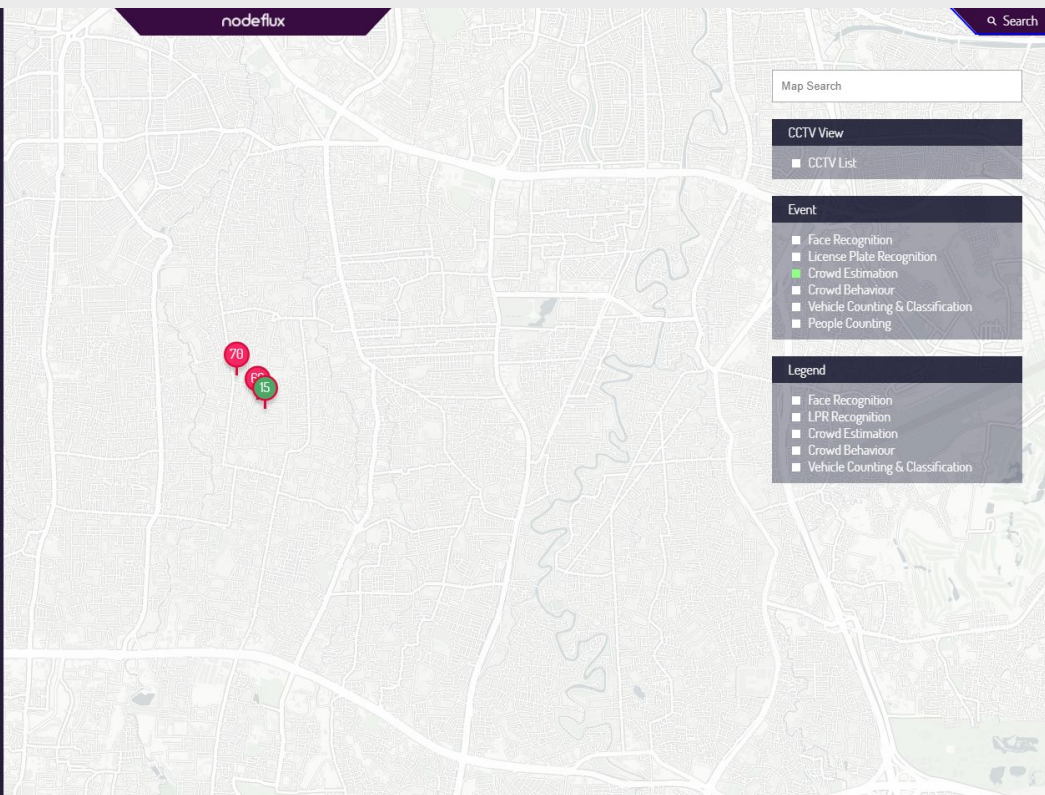 nodeflux
Search
Map Search
CCTV View
CCTV List
Event
Face Recognition
License Plate Recognition
Crowd Estimation
Crowd Behaviour
Vehicle Counting & Classification
People Counting
70
15
Legend
Face Recognition
LPR Recognition
Crowd Estimation
Crowd Behaviour
Vehicle Counting & Classification